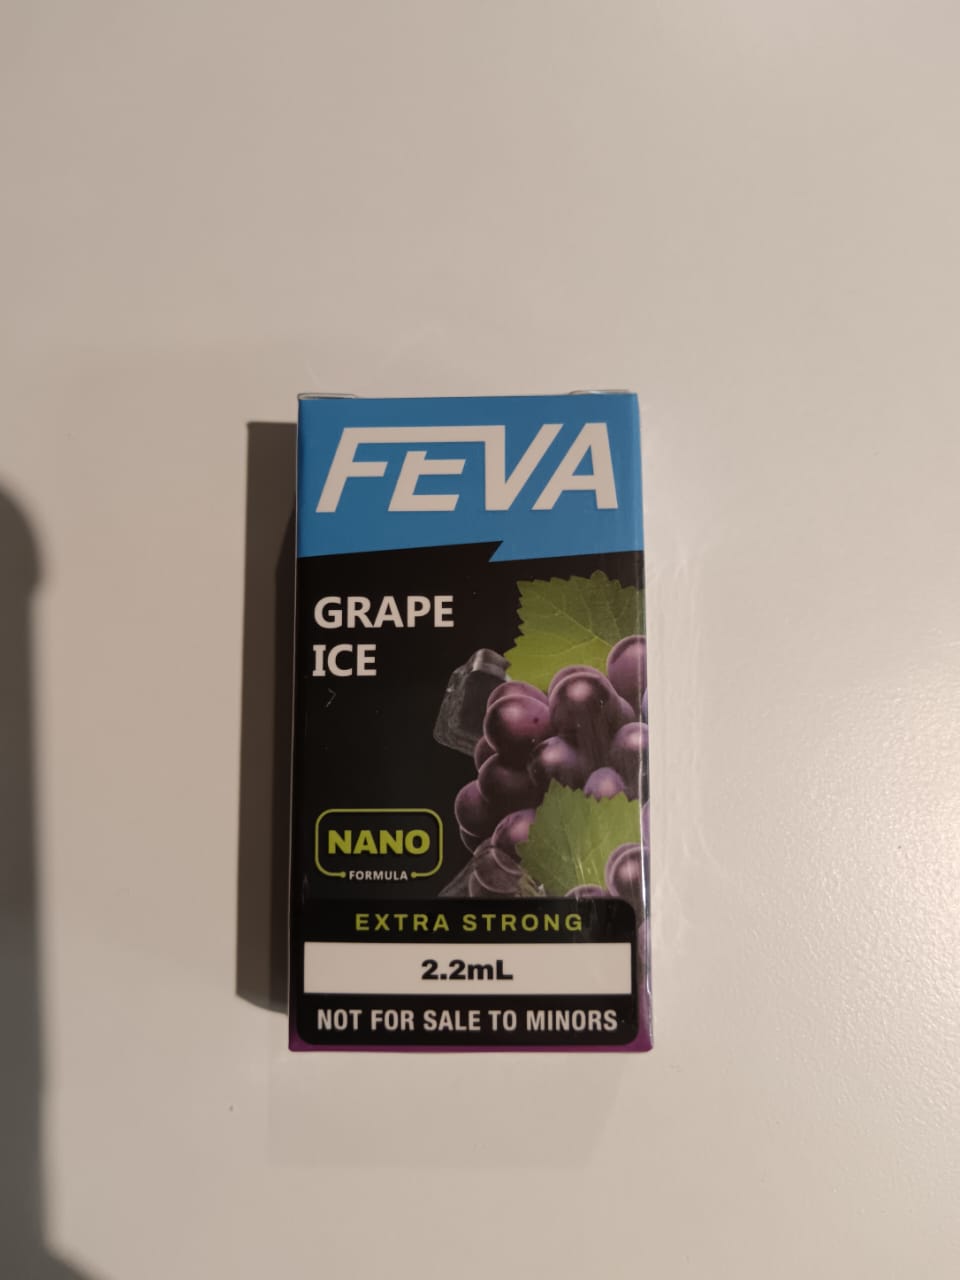 FEVA
GRAPE
ICE
NANO
FORMULA
EXTRA STRONG
2.2mL
NOT FOR SALE TO MINORS